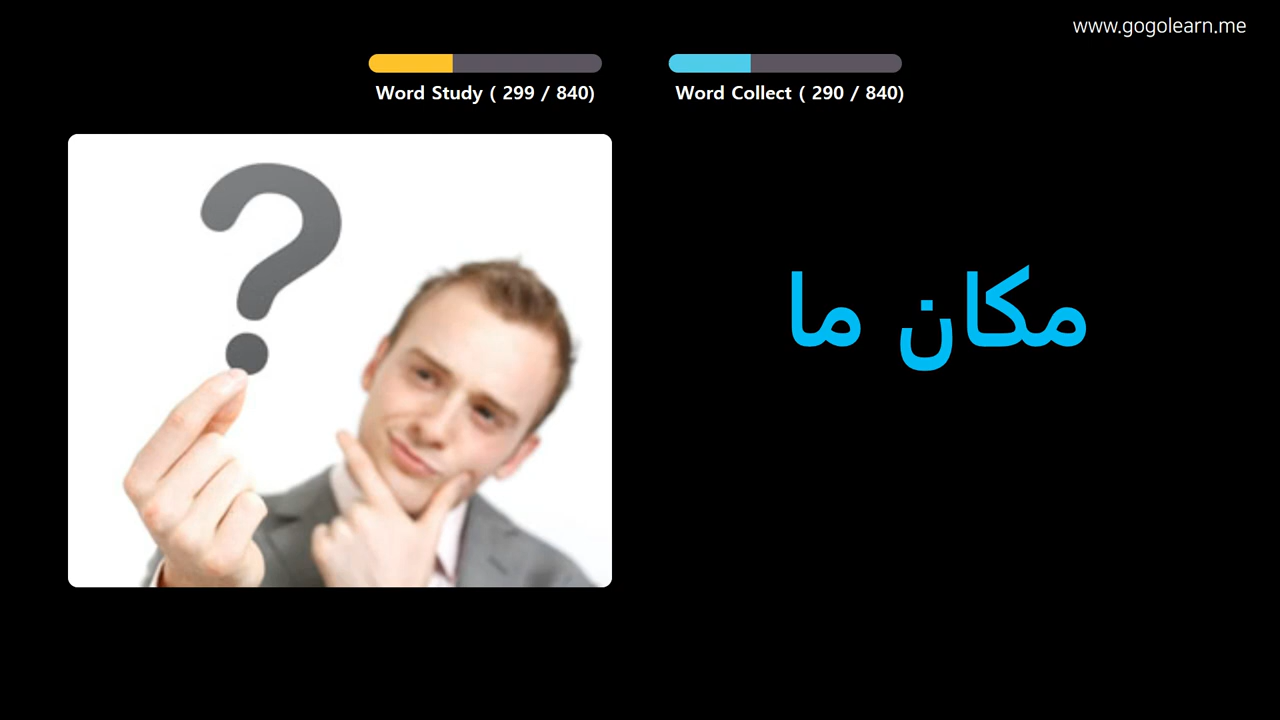 www.gogolearn.me
Word Study ( 299 / 840)
Word Collect ( 290 / 840)
?
مكان ما